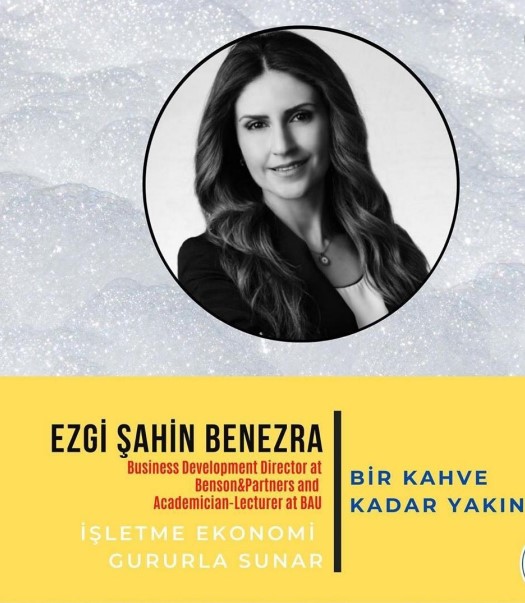 EZGİ ŞAHİN BENEZRA
Business Development Director at
Benson&Partners and
Academician-Lecturer at BAU
İŞLETME EKONOMİ
GURURLA SUNAR
BİR KAHVE
KADAR YAKIN